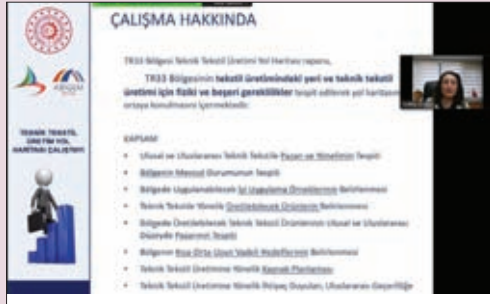 ÇALIŞMA HAKKINDA
TR33 Bölgesi Teknik Tekstil Üretimi Yol Haritası raporu,
TR33 Bölgesinin tekstil üretimindeki yeri ve teknik tekstil
üretimi için fiziki ve beşeri gereklilikler tespit edilerek yol haritasının
ortaya konulmasını içermektedir.
KAPSAM:
• Ulusal ve Uluslararası Teknik Tekstile Pazar ve Yönelimin Tespiti
• Bölgenin Mevcut Durumunun Tespiti
• Bölgede Uygulanabilecek İyi Uygulama Örneklerinin Belirlenmesi
• Teknik Tekstile Yönelik Üretilebilecek Ürünlerin Belirlenmesi
• Bölgede Üretilebilecek Teknik Tekstil Ürünlerinin Ulusal ve Uluslararası
Düzeyde Pazarının Tespiti
• Bölgenin Kısa Orta Uzun Vadeli Hedeflerinin Belirlenmesi
• Teknik Tekstil Üretimine Yönelik Kaynak Planlaması
• Teknik Tekstil Üretimine Yönelik İhtiyaç Duyulan, Uluslararası Geçerliliğe
TEKNİK TEKSTİL
ÜRETİM YOL
HARİTASI ÇALIŞTAYI